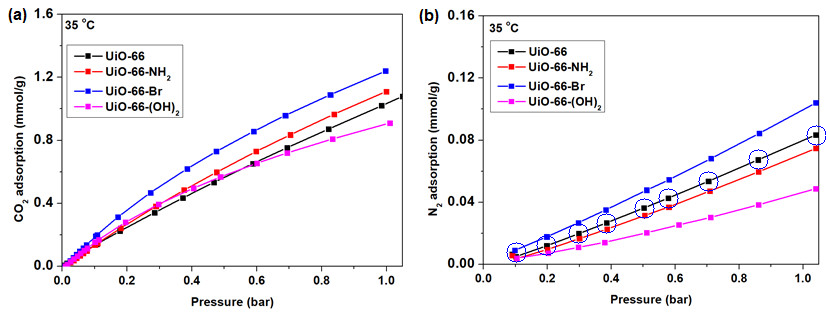 (a)
35 °C
UiO-66
UiO-66-NH2
UiO-66-Br
UiO-66-(OH)2
CO2 adsorption (mmol/g)
1.6
1.2
0.8
0.4
0.0
0.0 0.2 0.4 0.6 0.8 1.0
Pressure (bar)
(b)
35 °C
UiO-66
UiO-66-NH2
UiO-66-Br
UiO-66-(OH)2
N2 adsorption (mmol/g)
0.16
0.12
0.08
0.04
0.00
0.0 0.2 0.4 0.6 0.8 1.0
Pressure (bar)